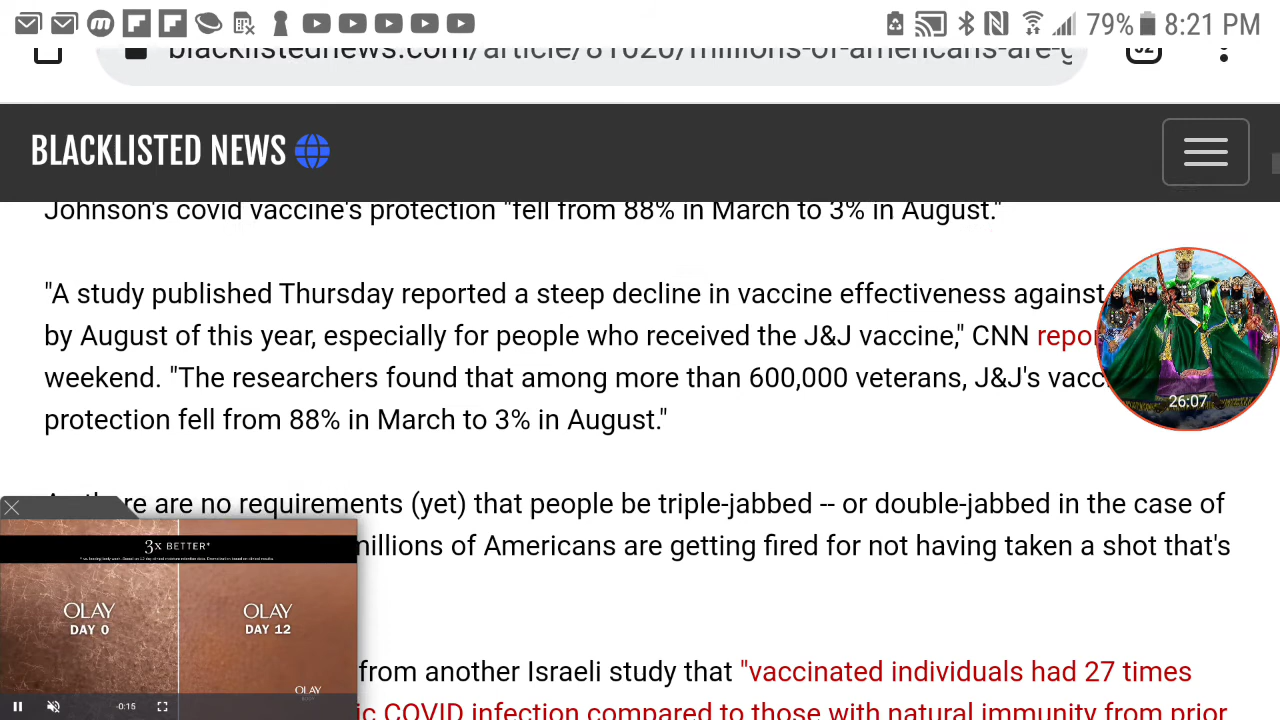 79% 8:21 PM
blacklistednews.com/article/81020/millions-of-americans-are-g
BLACKLISTED NEWS
Johnson's covid vaccine's protection "fell from 88% in March to 3% in August."
"A study published Thursday reported a steep decline in vaccine effectiveness against
by August of this year, especially for people who received the J&J vaccine," CNN repor
weekend. "The researchers found that among more than 600,000 veterans, J&J's vacc
protection fell from 88% in March to 3% in August."
26:07
are no requirements (yet) that people be triple-jabbed -- or double-jabbed in the case of
millions of Americans are getting fired for not having taken a shot that's
3X BETTER*
OLAY OLAY
DAY 0 DAY 12
from another Israeli study that "vaccinated individuals had 27 times
OLAY
-0:15
ic COVID infection compared to those with natural immunity from prior